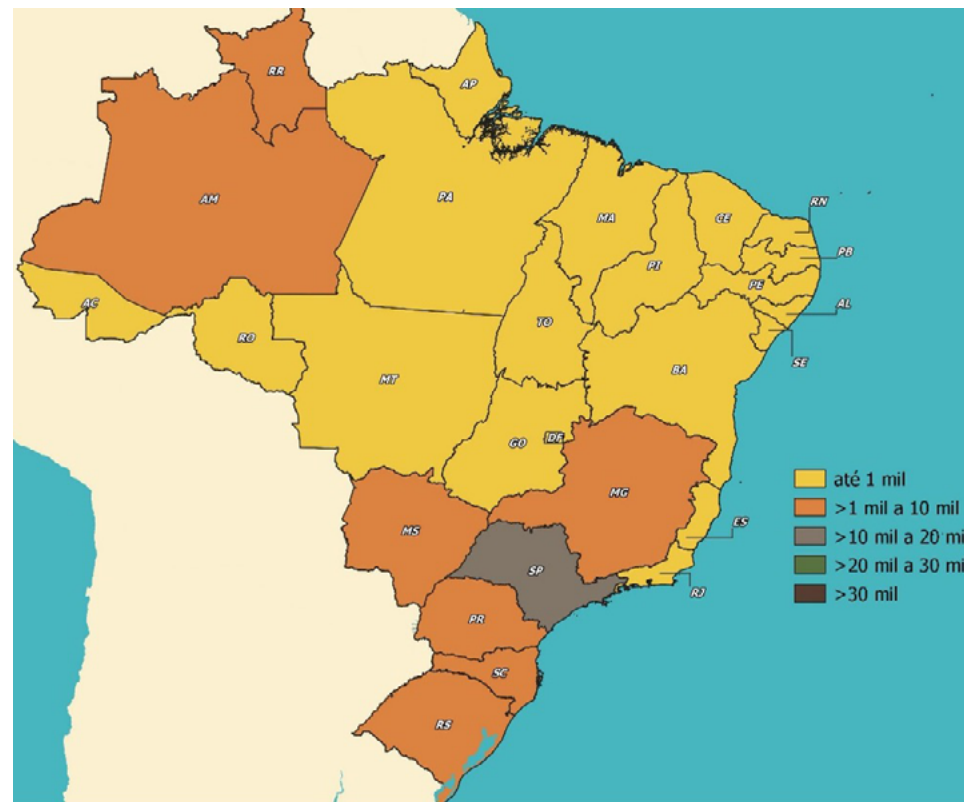 RR
AP
AM
PA
MA
CE
RN
PI
PB
PE
AL
AC
RO
TO
SE
MT
BA
GO
DF
MG
MS
ES
SP
RJ
PR
SC
RS
até 1 mil
>1 mil a 10 mil
>10 mil a 20 mi
>20 mil a 30 mi
>30 mil